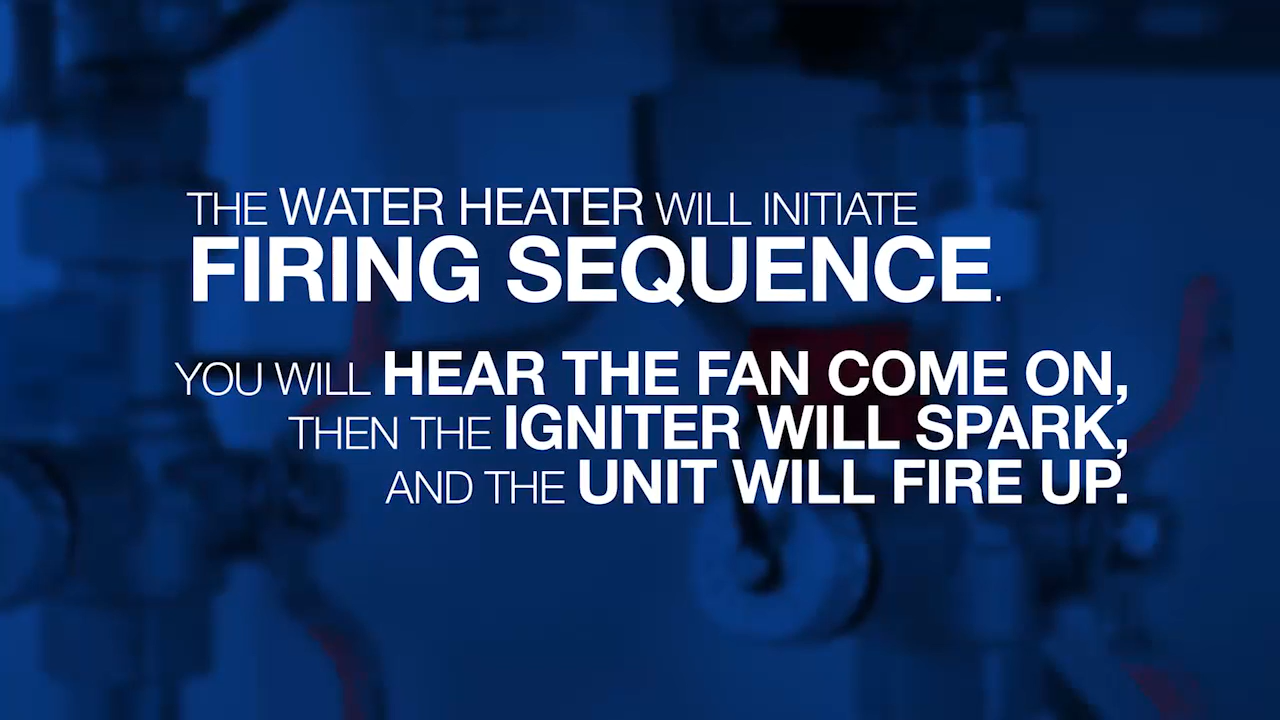 THE WATER HEATER WILL INITIATE
FIRING SEQUENCE.
YOU WILL HEAR THE FAN COME ON,
THEN THE IGNITER WILL SPARK,
AND THE UNIT WILL FIRE UP.